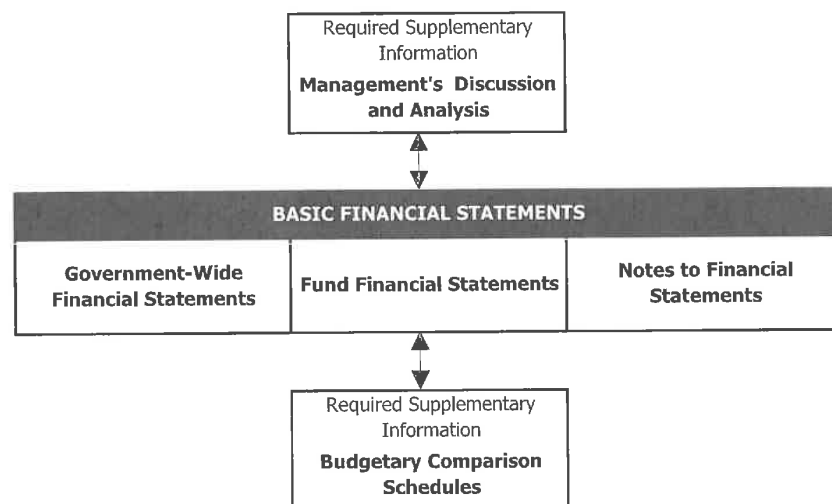 Required Supplementary
Information
Management's Discussion
and Analysis
BASIC FINANCIAL STATEMENTS
Government-Wide
Financial Statements
Fund Financial Statements
Notes to Financial
Statements
Required Supplementary
Information
Budgetary Comparison
Schedules